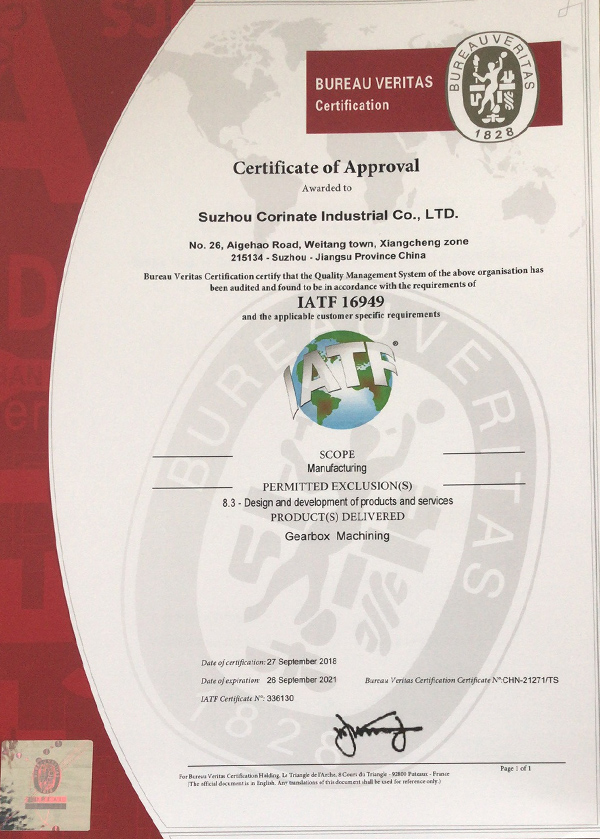 BUREAU VERITAS
Certification
BUREAU VERITAS
1828
Certificate of Approval
Awarded to
Suzhou Corinate Industrial Co., LTD.
No. 26, Aigehao Road, Weitang town, Xiangcheng zone
215134 - Suzhou - Jiangsu Province China
Bureau Veritas Certification certify that the Quality Management System of the above organisation has
been audited and found to be in accordance with the requirements of
IATF 16949
and the applicable customer specific requirements
IATF®
SCOPE
Manufacturing
PERMITTED EXCLUSION(S)
8.3 - Design and development of products and services
PRODUCT(S) DELIVERED
Gearbox Machining
BUREAU VERITAS
1828
Date of certification: 27 September 2018
Date of expiration: 26 September 2021
Bureau Veritas Certification Certificate N°:CHN-21271/TS
IATF Certificate N°: 336130
Page 1 of 1
For Bureau Veritas Certification Holding, Le Triangle de l'Arche, 8 Cours du Triangle - 92800 Puteaux - France
(The official document is in English. Any translations of this document shall be used for reference only.)